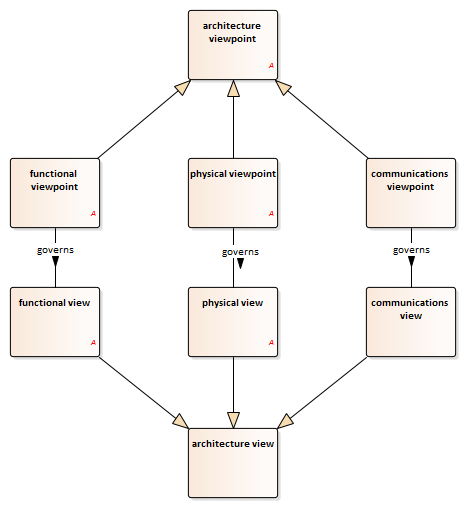 architecture
viewpoint
A
functional
viewpoint
A
physical viewpoint
A
communications
viewpoint
governs
governs
governs
functional view
A
physical view
A
communications
view
architecture view